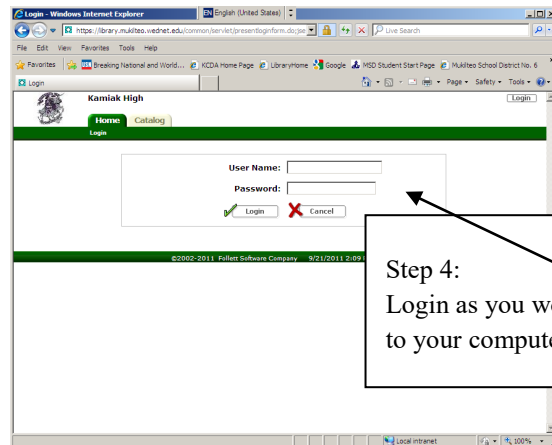 Login - Windows Internet Explorer
EN English (United States)
https://library.mukilteo.wednet.edu/common/servlet/presentloginform.do;jse
Live Search
File Edit View Favorites Tools Help
Favorites Breaking National and World... KCDA Home Page LibraryHome Google MSD Student Start Page Mukilteo School District No. 6
Login
Page Safety Tools
Kamiak High
Login
Home Catalog
Login
User Name:
Password:
Login Cancel
©2002-2011 Follett Software Company 9/21/2011 2:09
Step 4:
Login as you wo
to your compute
Local intranet
100%